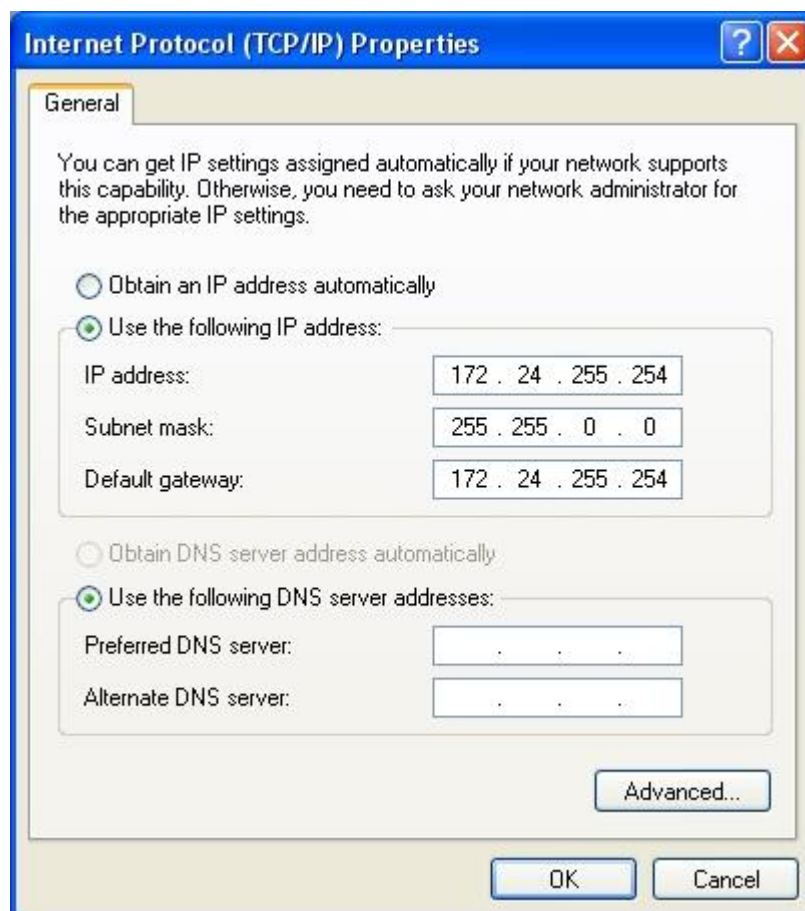 Internet Protocol (TCP/IP) Properties
General
You can get IP settings assigned automatically if your network supports
this capability. Otherwise, you need to ask your network administrator for
the appropriate IP settings.
Obtain an IP address automatically
Use the following IP address:
IP address: 172 . 24 . 255 . 254
Subnet mask: 255 . 255 . 0 . 0
Default gateway: 172 . 24 . 255 . 254
Obtain DNS server address automatically
Use the following DNS server addresses:
Preferred DNS server: . . .
Alternate DNS server: . . .
Advanced...
OK Cancel